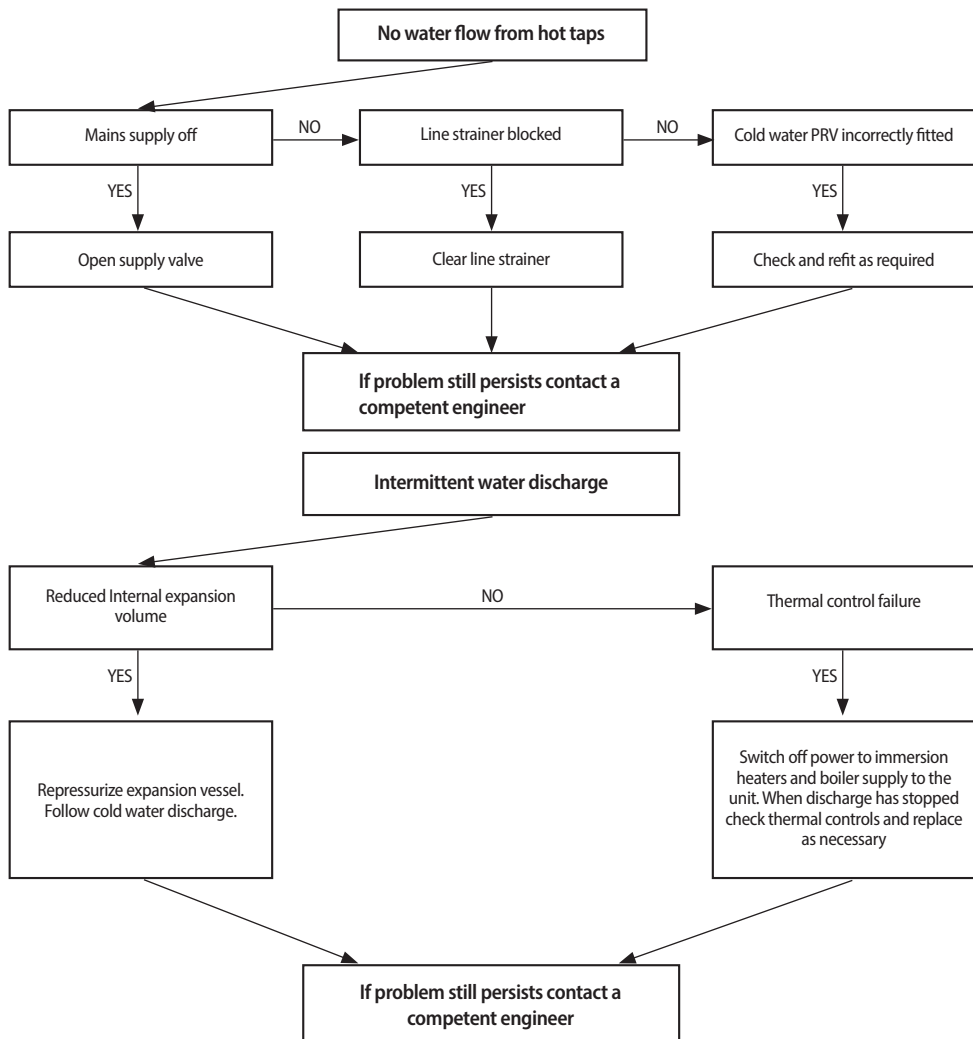 No water flow from hot taps
Mains supply off
NO
Line strainer blocked
NO
Cold water PRV incorrectly fitted
YES
YES
YES
Open supply valve
Clear line strainer
Check and refit as required
If problem still persists contact a
competent engineer
Intermittent water discharge
Reduced Internal expansion
volume
NO
Thermal control failure
YES
YES
Repressurize expansion vessel.
Follow cold water discharge.
Switch off power to immersion
heaters and boiler supply to the
unit. When discharge has stopped
check thermal controls and replace
as necessary
If problem still persists contact a
competent engineer